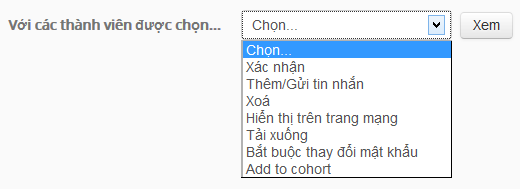 Với các thành viên được chọn... Chọn... Xem
Chọn...
Xác nhận
Thêm/Gửi tin nhắn
Xoá
Hiển thị trên trang mạng
Tải xuống
Bắt buộc thay đổi mật khẩu
Add to cohort